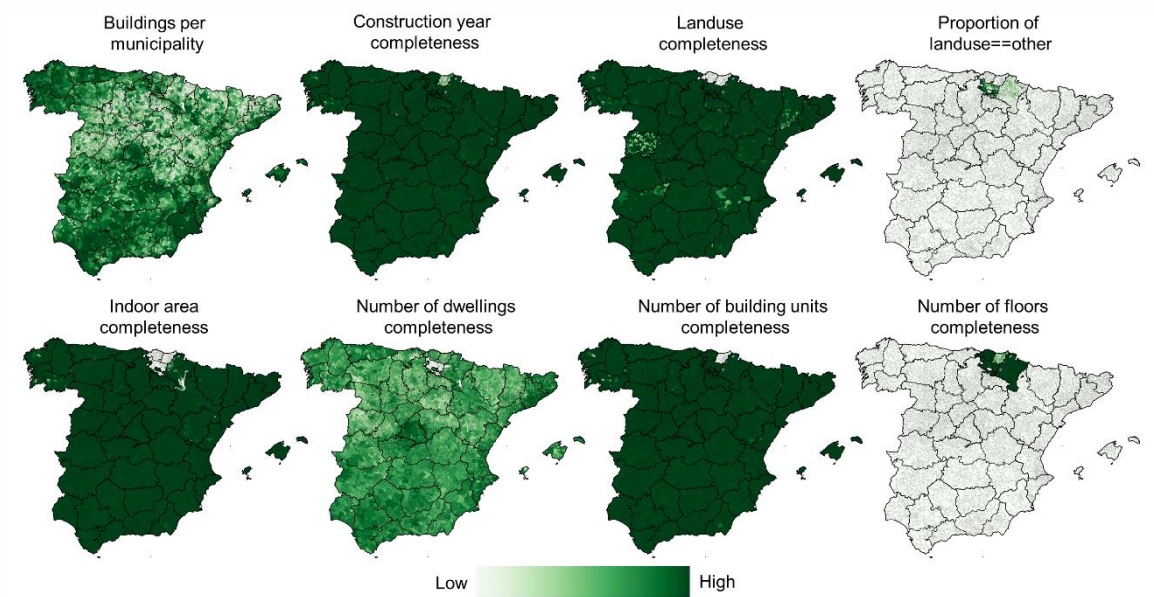 Buildings per
municipality
Construction year
completeness
Landuse
completeness
Proportion of
landuse==other
Indoor area
completeness
Number of dwellings
completeness
Number of building units
completeness
Number of floors
completeness
Low
High